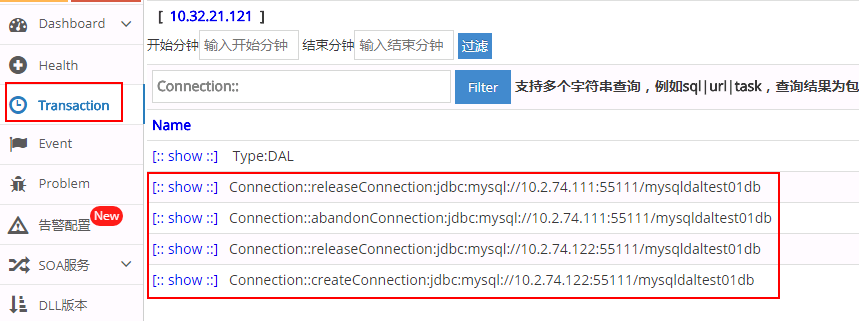 Dashboard
Health
Transaction
Event
Problem
告警配置 New
SOA服务
DLL版本
[ 10.32.21.121 ]
开始分钟 输入开始分钟 结束分钟 输入结束分钟 过滤
Connection:: Filter 支持多个字符串查询，例如sql|url|task，查询结果为包
Name
[:: show ::] Type:DAL
[:: show ::] Connection::releaseConnection:jdbc:mysql://10.2.74.111:55111/mysqldaltest01db
[:: show ::] Connection::abandonConnection:jdbc:mysql://10.2.74.111:55111/mysqldaltest01db
[:: show ::] Connection::releaseConnection:jdbc:mysql://10.2.74.122:55111/mysqldaltest01db
[:: show ::] Connection::createConnection:jdbc:mysql://10.2.74.122:55111/mysqldaltest01db